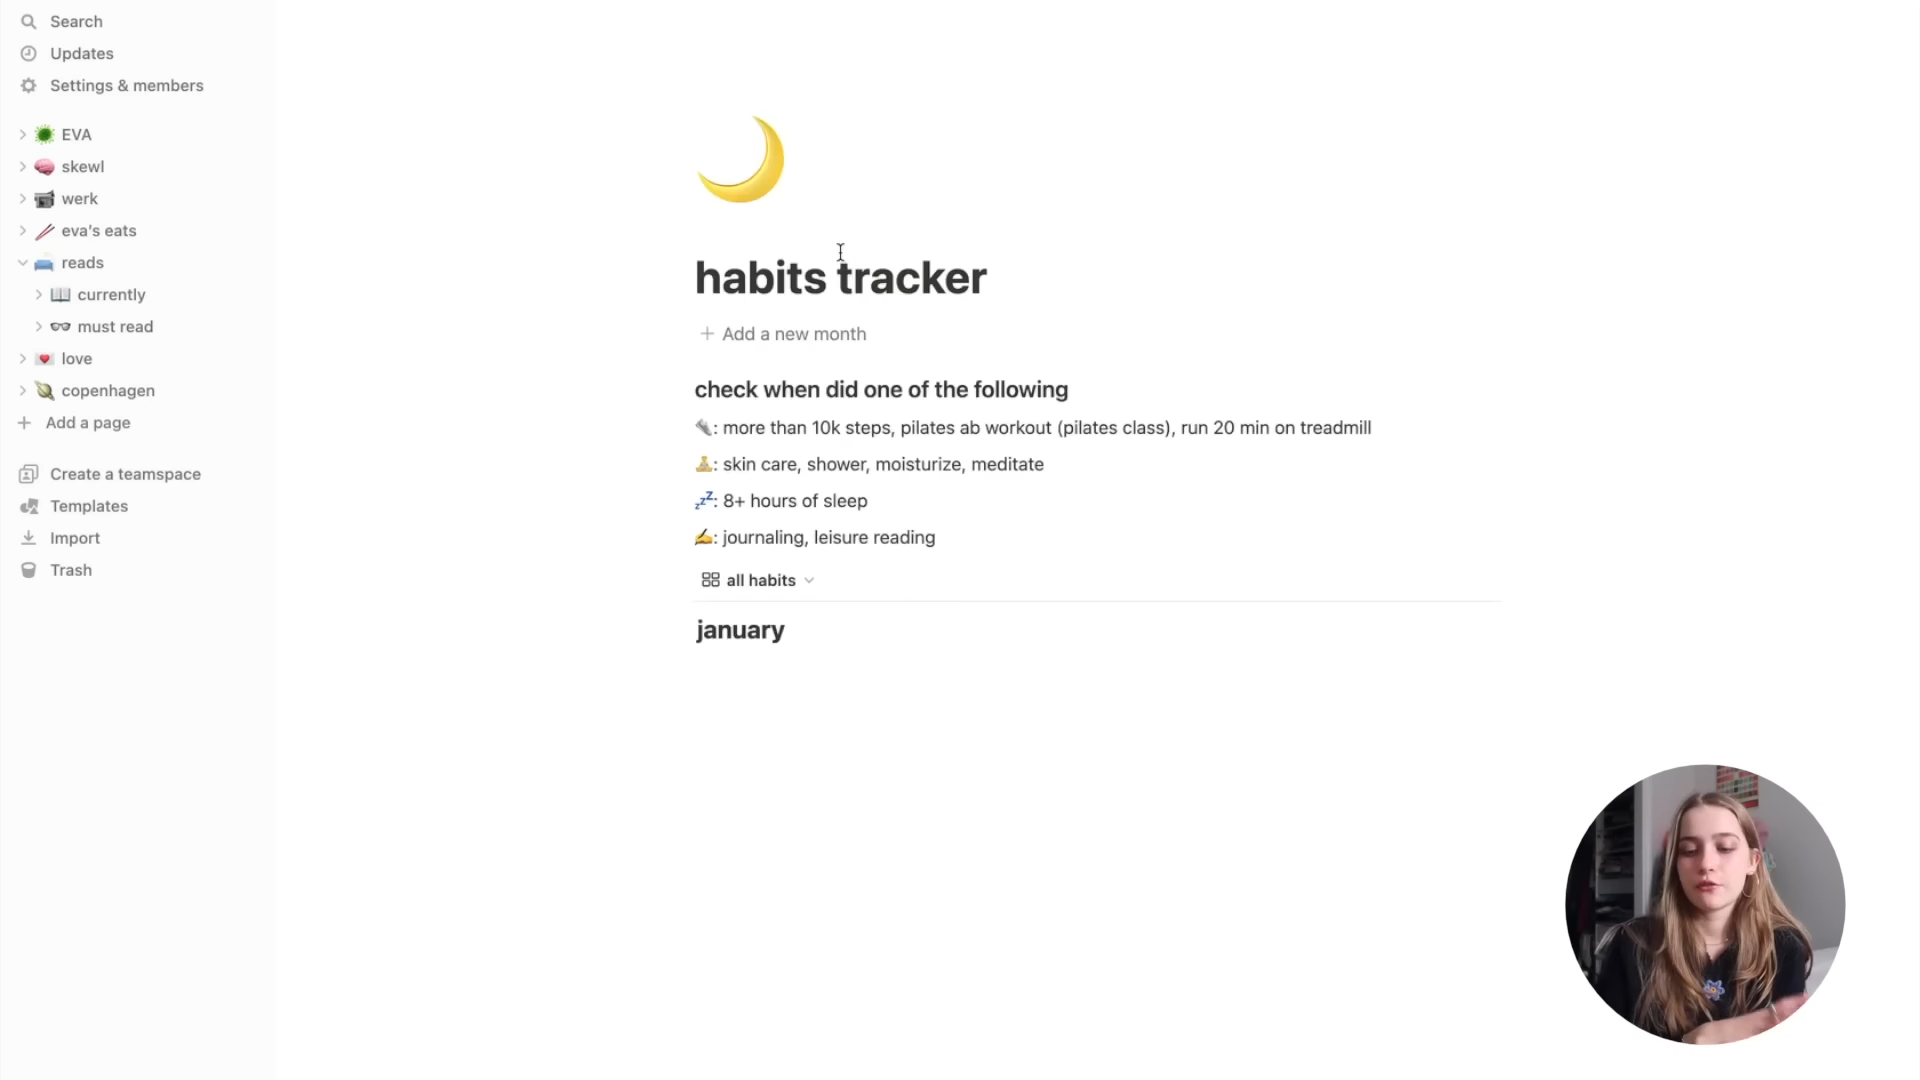 Search
Updates
Settings & members
EVA
skewl
werk
eva's eats
reads
currently
must read
love
copenhagen
Add a page
Create a teamspace
Templates
Import
Trash
habits tracker
Add a new month
check when did one of the following
: more than 10k steps, pilates ab workout (pilates class), run 20 min on treadmill
: skin care, shower, moisturize, meditate
: 8+ hours of sleep
: journaling, leisure reading
all habits
january